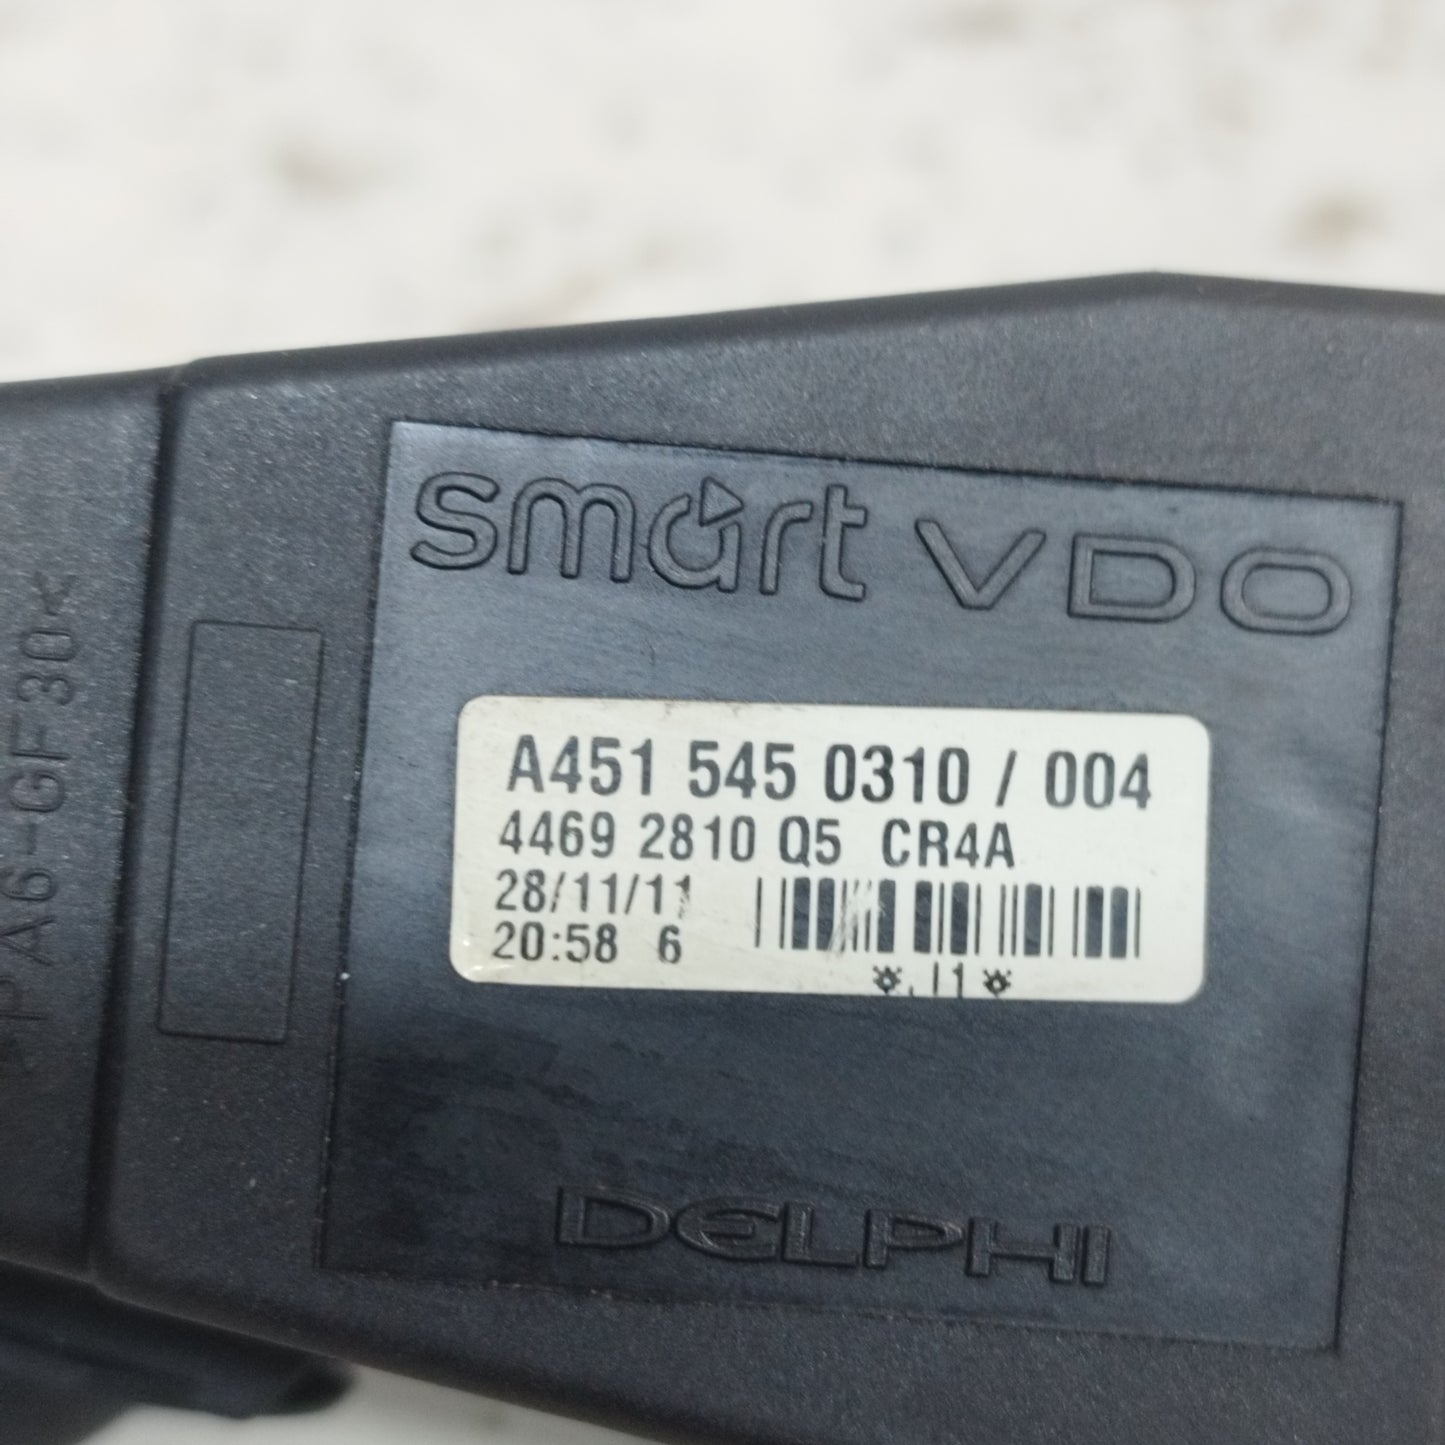 smart VDO
A451 545 0310 / 004
4469 2810 Q5 CR4A
28/11/11
20:58 6
DELPHI
>PA6-GF30<